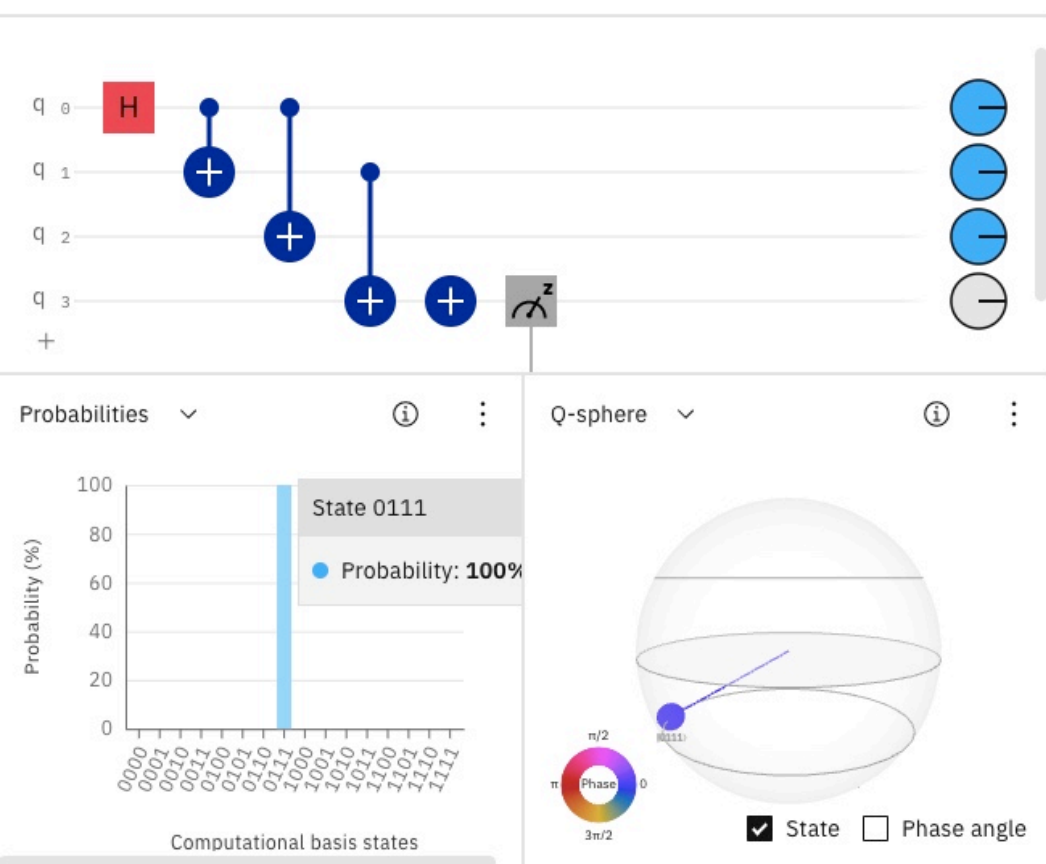 q 0
H
q 1
q 2
q 3
z
+
Probabilities
Q-sphere
Probability (%)
100
80
60
40
20
0
State 0111
Probability: 100%
0000
0001
0010
0011
0100
0101
0110
0111
1000
1001
1010
1011
1100
1101
1110
1111
Computational basis states
|0111⟩
π/2
π
Phase
0
3π/2
State
Phase angle